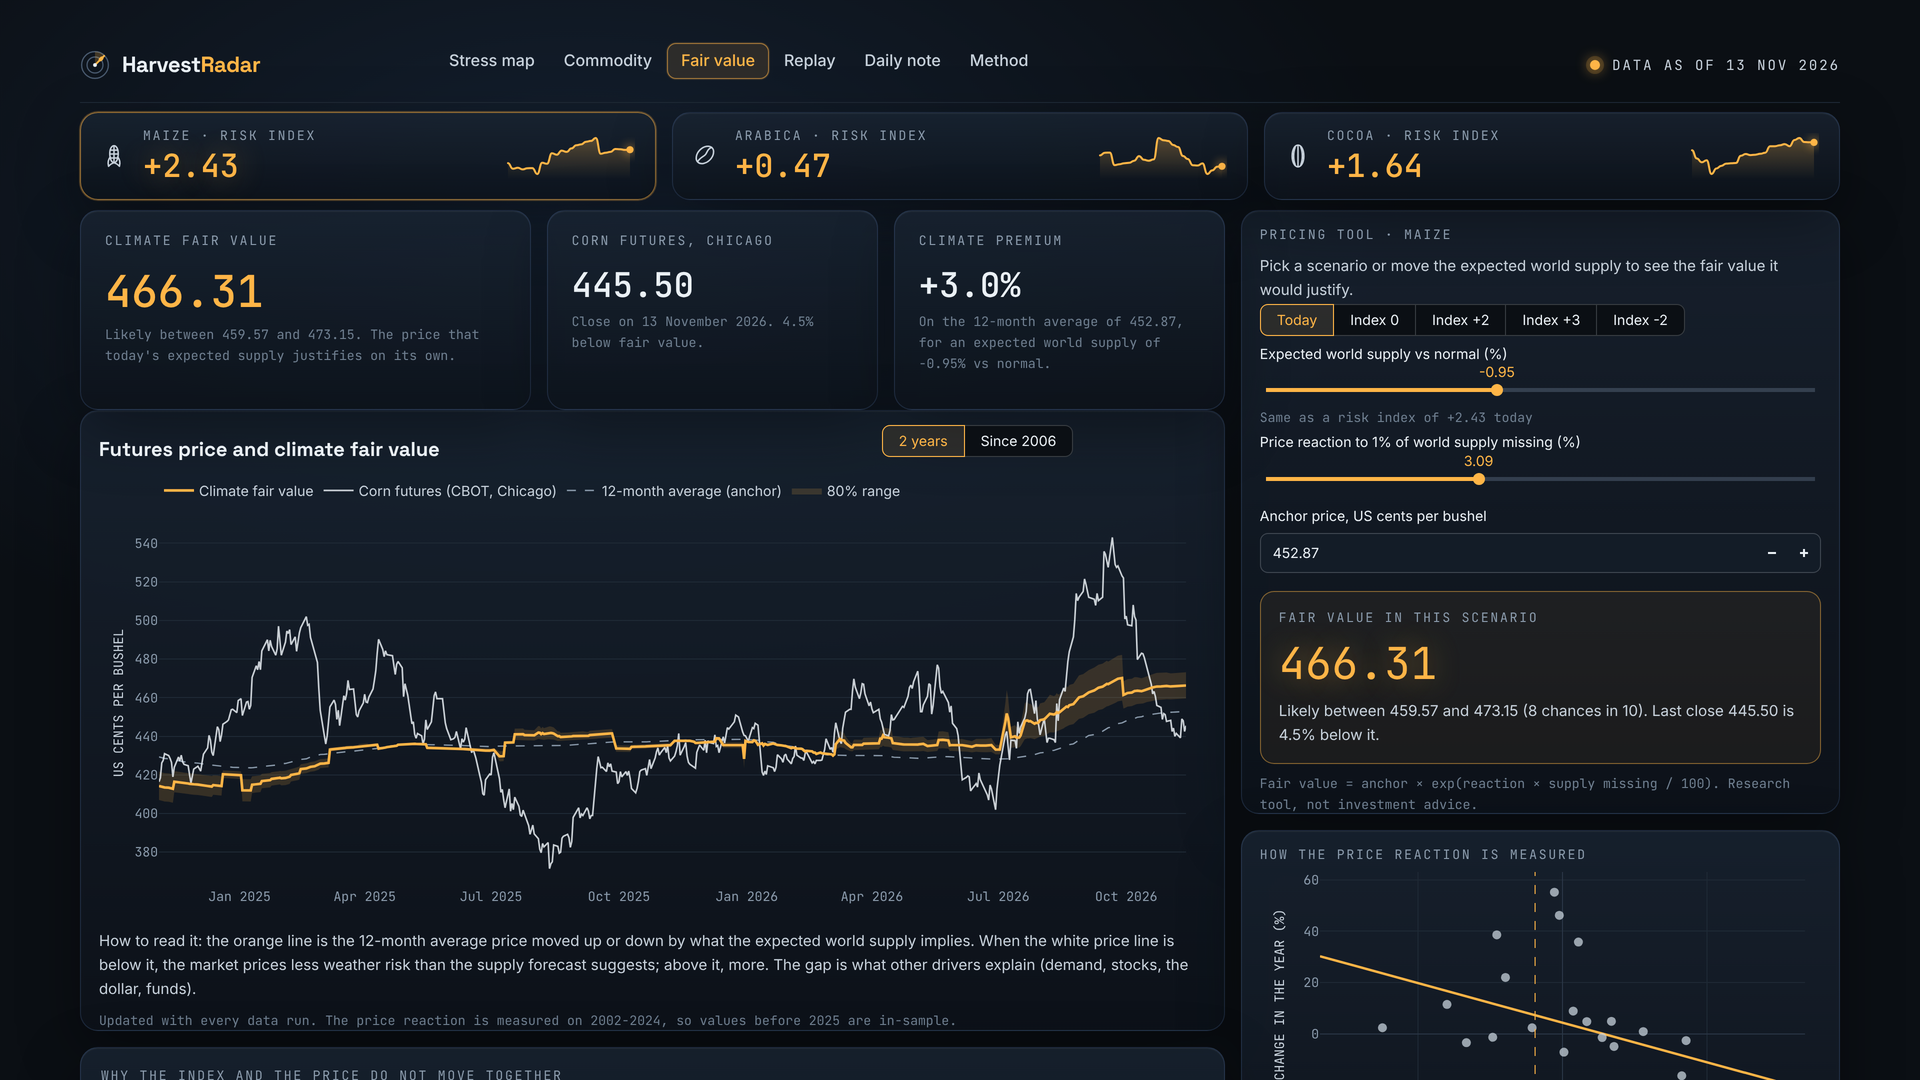 HarvestRadar
Stress map
Commodity
Fair value
Replay
Daily note
Method
DATA AS OF 13 NOV 2026
MAIZE · RISK INDEX
+2.43
ARABICA · RISK INDEX
+0.47
COCOA · RISK INDEX
+1.64
CLIMATE FAIR VALUE
466.31
Likely between 459.57 and 473.15. The price that
today's expected supply justifies on its own.
CORN FUTURES, CHICAGO
445.50
Close on 13 November 2026. 4.5%
below fair value.
CLIMATE PREMIUM
+3.0%
On the 12-month average of 452.87,
for an expected world supply of
-0.95% vs normal.
Futures price and climate fair value
2 years
Since 2006
Climate fair value
Corn futures (CBOT, Chicago)
12-month average (anchor)
80% range
US CENTS PER BUSHEL
540
520
500
480
460
440
420
400
380
Jan 2025
Apr 2025
Jul 2025
Oct 2025
Jan 2026
Apr 2026
Jul 2026
Oct 2026
How to read it: the orange line is the 12-month average price moved up or down by what the expected world supply implies. When the white price line is
below it, the market prices less weather risk than the supply forecast suggests; above it, more. The gap is what other drivers explain (demand, stocks, the
dollar, funds).
Updated with every data run. The price reaction is measured on 2002-2024, so values before 2025 are in-sample.
WHY THE INDEX AND THE PRICE DO NOT MOVE TOGETHER
PRICING TOOL · MAIZE
Pick a scenario or move the expected world supply to see the fair value it
would justify.
Today
Index 0
Index +2
Index +3
Index -2
Expected world supply vs normal (%)
-0.95
Same as a risk index of +2.43 today
Price reaction to 1% of world supply missing (%)
3.09
Anchor price, US cents per bushel
452.87
− +
FAIR VALUE IN THIS SCENARIO
466.31
Likely between 459.57 and 473.15 (8 chances in 10). Last close 445.50 is
4.5% below it.
Fair value = anchor × exp(reaction × supply missing / 100). Research
tool, not investment advice.
HOW THE PRICE REACTION IS MEASURED
CHANGE IN THE YEAR (%)
60
40
20
0